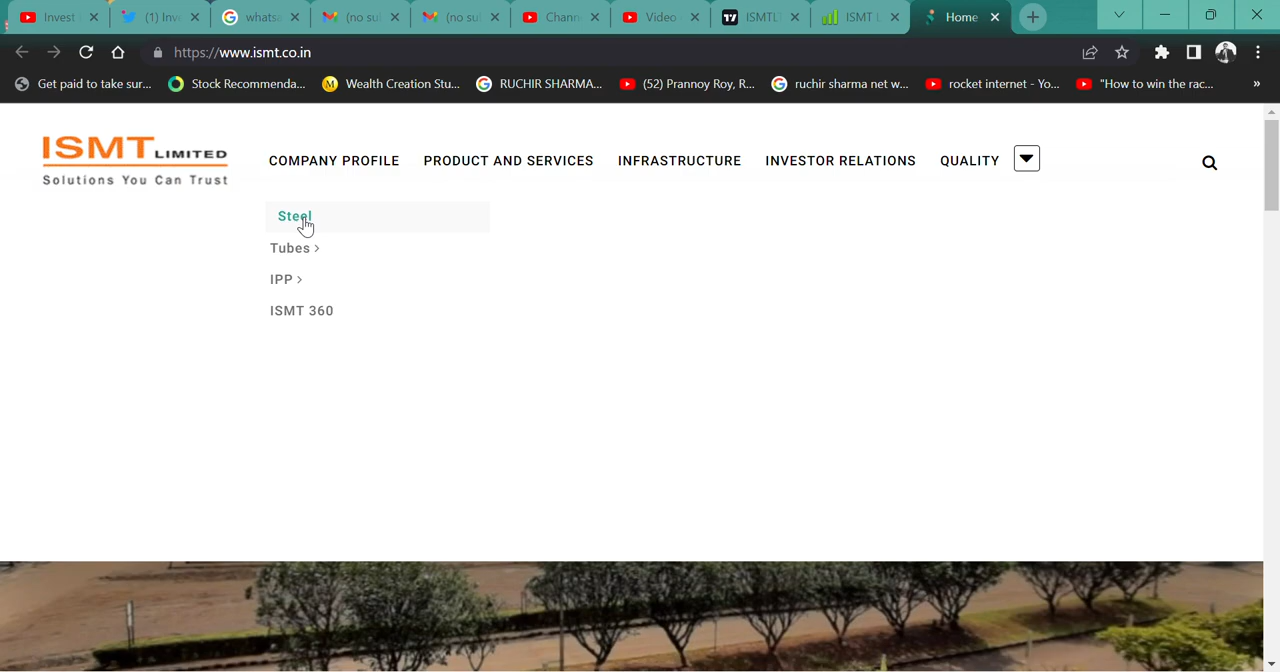 Invest
(1) Inv
whatsa
(no sul
(no sul
Chann
Video
ISMTL
ISMT L
Home
https://www.ismt.co.in
Get paid to take sur...
Stock Recommenda...
Wealth Creation Stu...
RUCHIR SHARMA...
(52) Prannoy Roy, R...
ruchir sharma net w...
rocket internet - Yo...
"How to win the rac...
»
ISMT LIMITED
Solutions You Can Trust
COMPANY PROFILE
PRODUCT AND SERVICES
INFRASTRUCTURE
INVESTOR RELATIONS
QUALITY
Steel
Tubes >
IPP >
ISMT 360